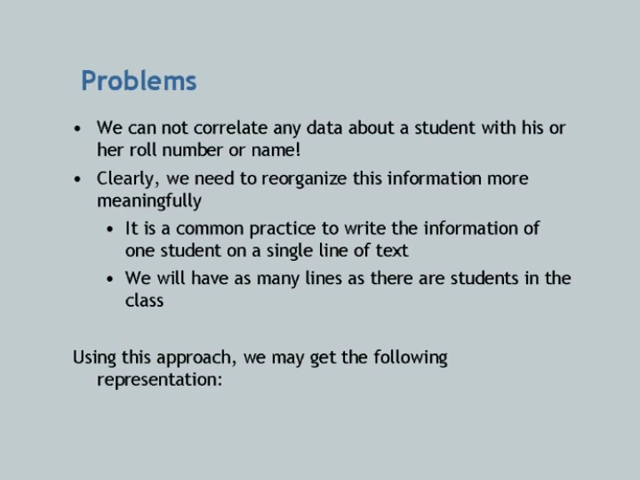 Problems
• We can not correlate any data about a student with his or
her roll number or name!
• Clearly, we need to reorganize this information more
meaningfully
• It is a common practice to write the information of
one student on a single line of text
• We will have as many lines as there are students in the
class
Using this approach, we may get the following
representation: